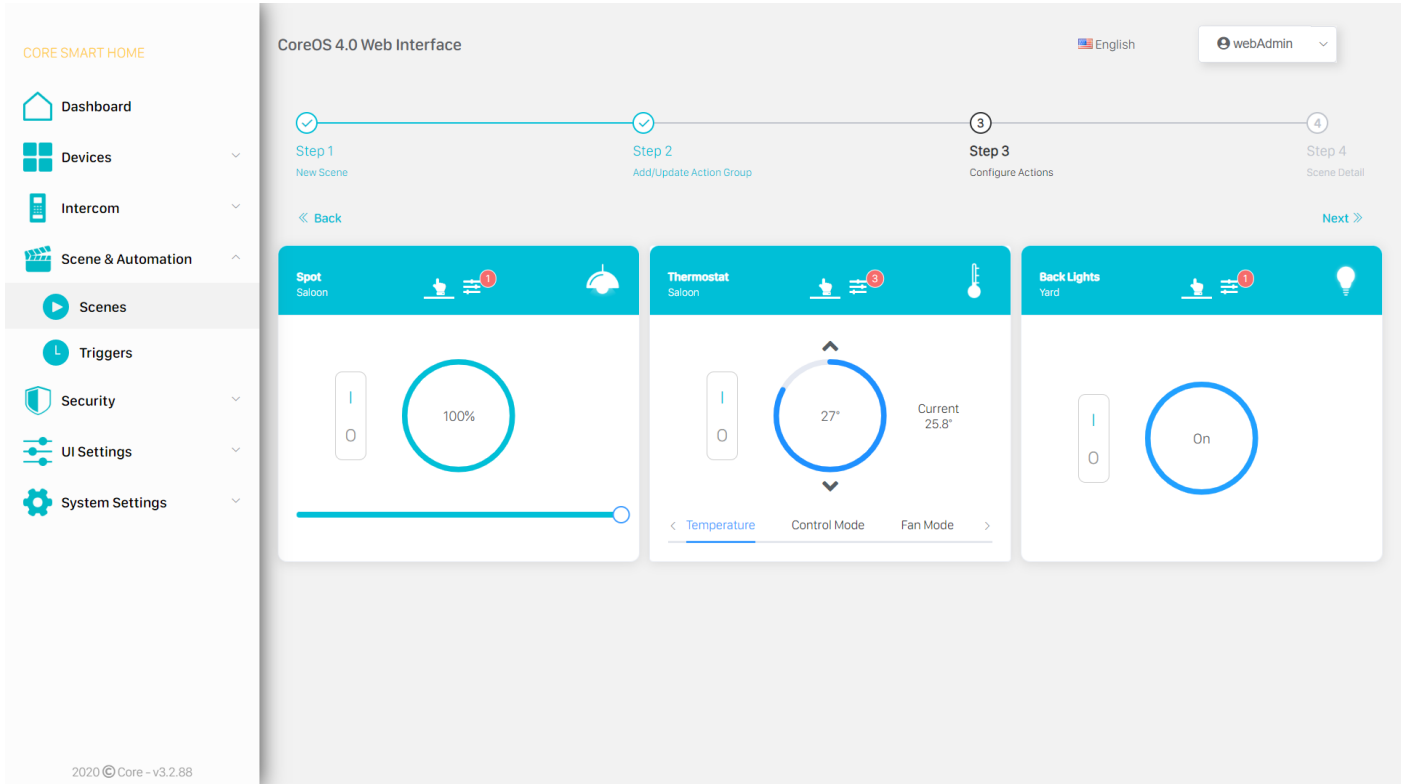 CORE SMART HOME
Dashboard
Devices
Intercom
Scene & Automation
Scenes
Triggers
Security
UI Settings
System Settings
2020 © Core - v3.2.88
CoreOS 4.0 Web Interface
English
webAdmin
3
4
Step 1
Step 2
Step 3
Step 4
New Scene
Add/Update Action Group
Configure Actions
Scene Detail
Back
Next
Spot
Saloon
1
I
O
100%
Thermostat
Saloon
3
I
O
27°
Current
25.8°
Temperature
Control Mode
Fan Mode
Back Lights
Yard
1
I
O
On